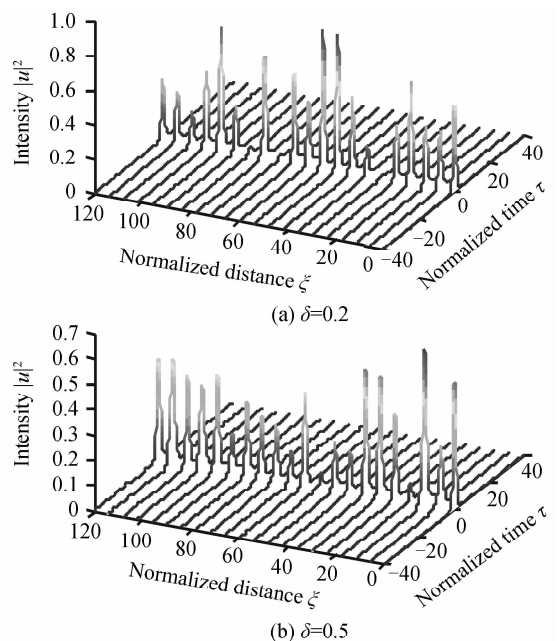 1.0
0.8
0.6
0.4
0.2
0
Intensity |u|²
120 100 80 60 40 20 0
Normalized distance ξ
−40 −20 0 20 40
Normalized time τ
(a) δ=0.2
0.7
0.6
0.5
0.4
0.3
0.2
0.1
0
Intensity |u|²
120 100 80 60 40 20 0
Normalized distance ξ
−40 −20 0 20 40
Normalized time τ
(b) δ=0.5